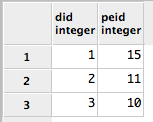 did peid
integer integer
1 1 15
2 2 11
3 3 10